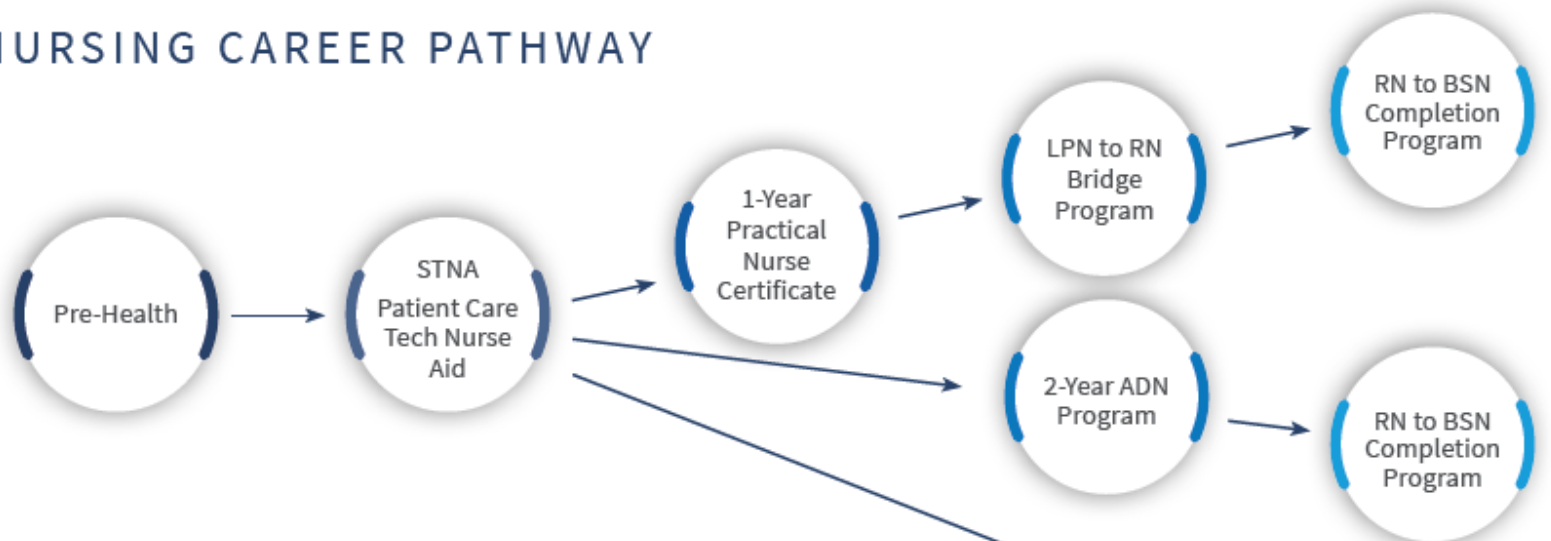 URSING CAREER PATHWAY
RN to BSN
Completion
Program
LPN to RN
Bridge
Program
1-Year
Practical
Nurse
Certificate
Pre-Health
STNA
Patient Care
Tech Nurse
Aid
2-Year ADN
Program
RN to BSN
Completion
Program